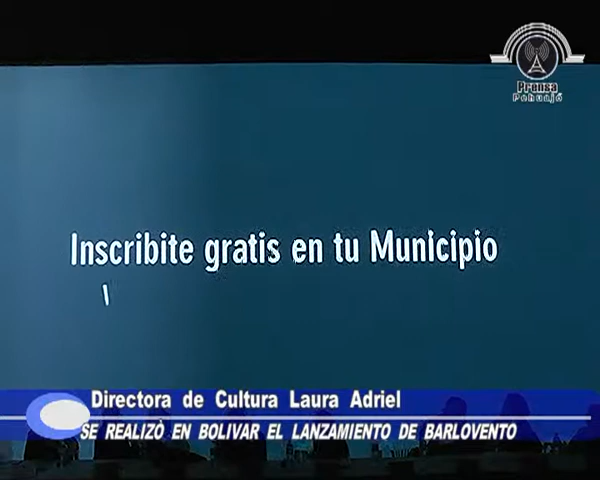 Prensa
Pehuajó
Inscribite gratis en tu Municipio
Directora de Cultura Laura Adriel
SE REALIZÒ EN BOLIVAR EL LANZAMIENTO DE BARLOVENTO